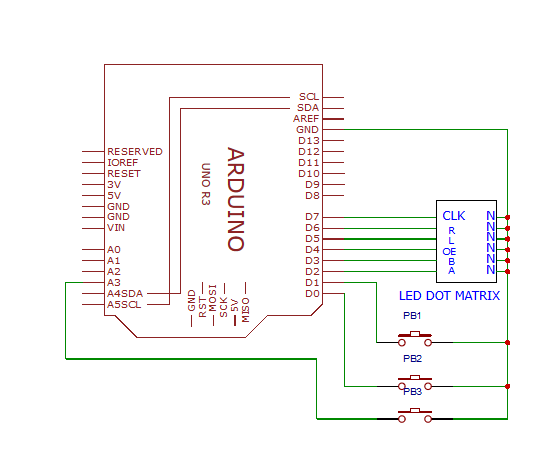 SCL
SDA
AREF
GND
D13
D12
D11
D10
D9
D8
D7
D6
D5
D4
D3
D2
D1
D0
RESERVED
IOREF
RESET
3V
5V
GND
GND
VIN
A0
A1
A2
A3
A4SDA
A5SCL
ARDUINO
UNO R3
GND
RST
MOSI
SCK
5V
MISO
CLK N
R N
L N
OE N
B N
A N
LED DOT MATRIX
PB1
PB2
PB3